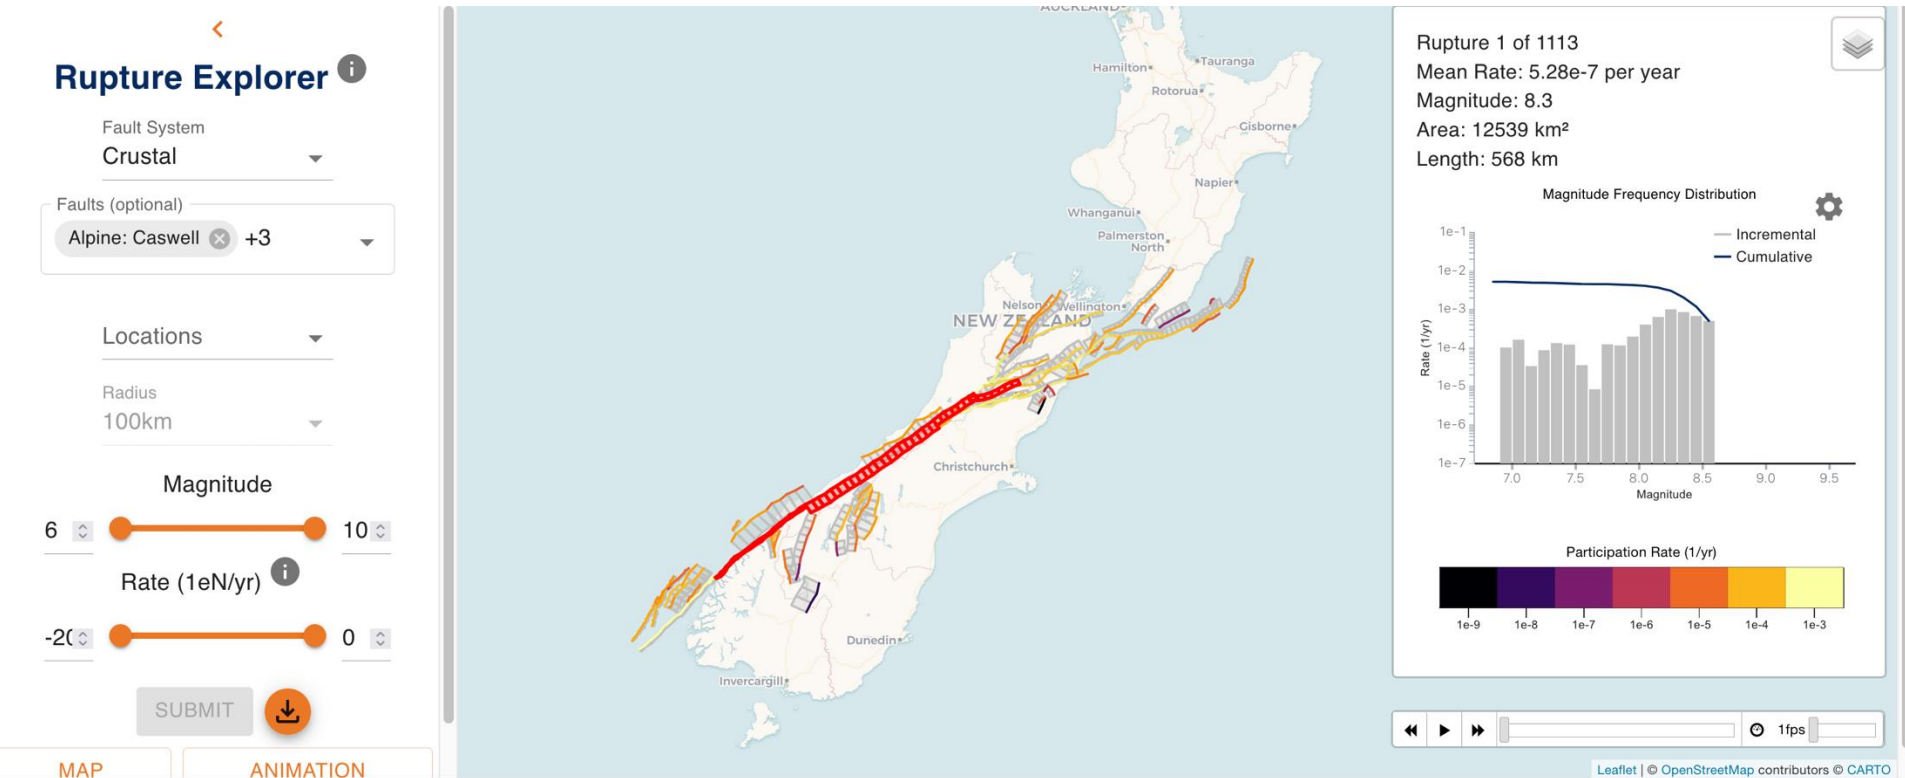 Rupture Explorer
Fault System
Crustal
Faults (optional)
Alpine: Caswell +3
Locations
Radius
100km
Magnitude
6 10
Rate (1eN/yr)
-20 0
SUBMIT
MAP ANIMATION
AUCKLAND
Hamilton
Tauranga
Rotorua
Gisborne
Napier
Whanganui
Palmerston
North
Nelson
Wellington
NEW ZEALAND
Christchurch
Dunedin
Invercargill
Rupture 1 of 1113
Mean Rate: 5.28e-7 per year
Magnitude: 8.3
Area: 12539 km²
Length: 568 km
Magnitude Frequency Distribution
Incremental
Cumulative
1e-1
1e-2
1e-3
1e-4
1e-5
1e-6
1e-7
Rate (1/yr)
7.0 7.5 8.0 8.5 9.0 9.5
Magnitude
Participation Rate (1/yr)
1e-9 1e-8 1e-7 1e-6 1e-5 1e-4 1e-3
1fps
Leaflet | © OpenStreetMap contributors © CARTO